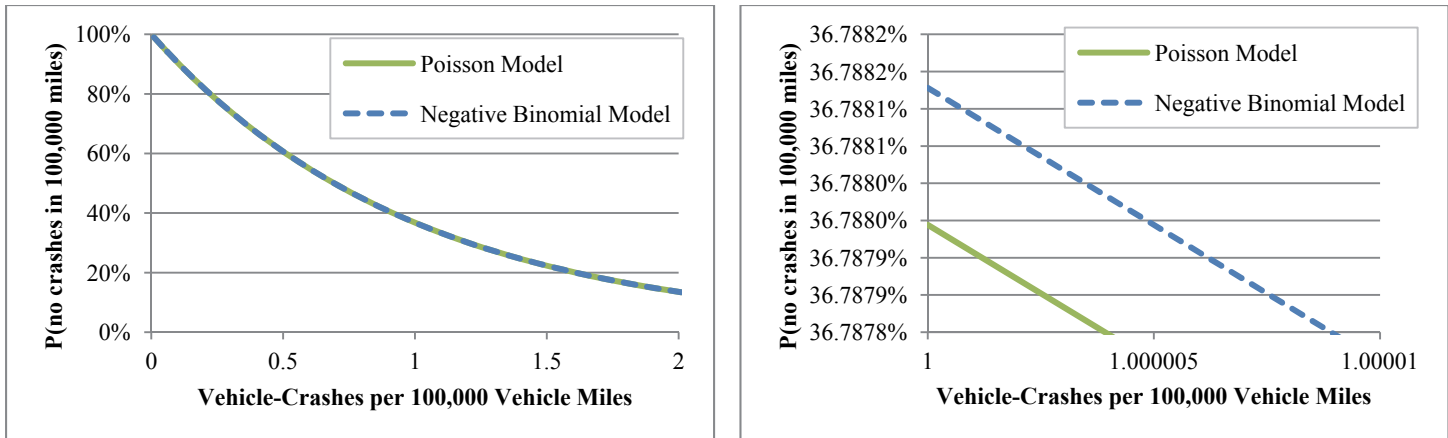 P(no crashes in 100,000 miles)
100%
80%
60%
40%
20%
0%
Poisson Model
Negative Binomial Model
0
0.5
1
1.5
2
Vehicle-Crashes per 100,000 Vehicle Miles
P(no crashes in 100,000 miles)
36.7882%
36.7882%
36.7881%
36.7881%
36.7880%
36.7880%
36.7879%
36.7879%
36.7878%
Poisson Model
Negative Binomial Model
1
1.000005
1.00001
Vehicle-Crashes per 100,000 Vehicle Miles